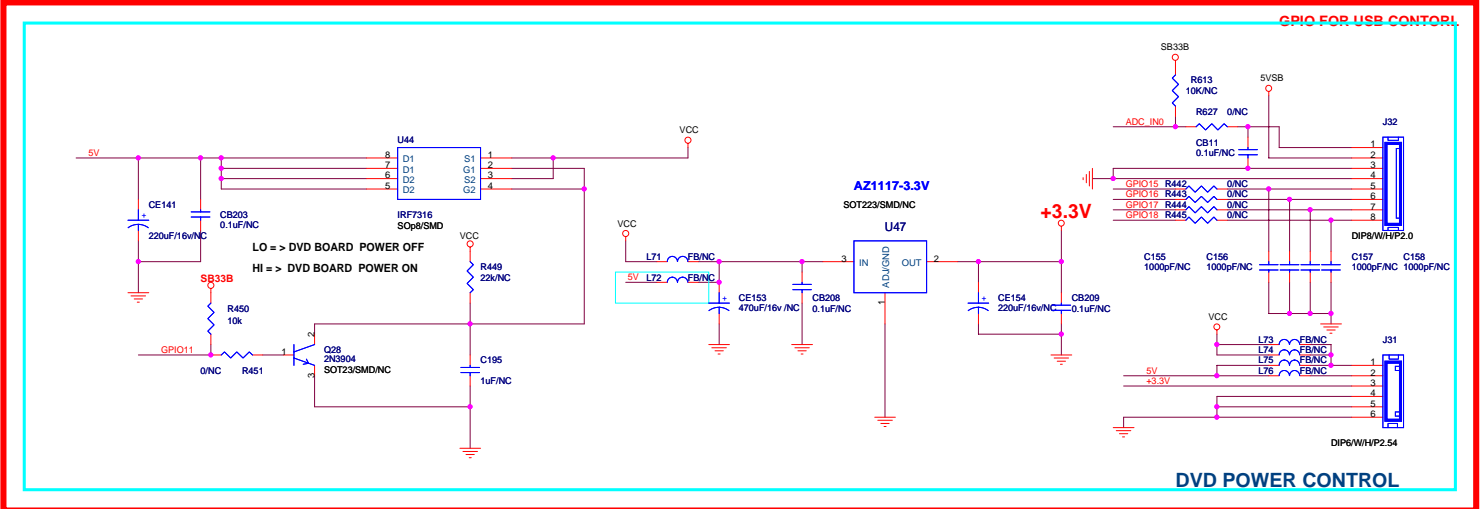 GPIO FOR USB CONTORL
SB33B
R613
10K/NC
5VSB
ADC_IN0
R627 0/NC
CB11
0.1uF/NC
J32
1
2
3
4
5
6
7
8
GPIO15 R442 0/NC
GPIO16 R443 0/NC
GPIO17 R444 0/NC
GPIO18 R445 0/NC
DIP8/W/H/P2.0
C155
1000pF/NC
C156
1000pF/NC
C157
1000pF/NC
C158
1000pF/NC
5V
U44
8 D1 S1 1
7 D1 G1 2
6 D2 S2 3
5 D2 G2 4
IRF7316
SOp8/SMD
VCC
CE141
220uF/16v/NC
CB203
0.1uF/NC
LO = > DVD BOARD POWER OFF
HI = > DVD BOARD POWER ON
SB33B
R450
10k
GPIO11
0/NC R451
1
2
3
Q28
2N3904
SOT23/SMD/NC
VCC
R449
22k/NC
C195
1uF/NC
VCC
L71 FB/NC
5V L72 FB/NC
CE153
470uF/16v/NC
CB208
0.1uF/NC
AZ1117-3.3V
SOT223/SMD/NC
U47
3 IN ADJ/GND OUT 2
1
+3.3V
CE154
220uF/16v/NC
CB209
0.1uF/NC
VCC
L73 FB/NC
L74 FB/NC
L75 FB/NC
L76 FB/NC
5V
+3.3V
J31
1
2
3
4
5
6
DIP6/W/H/P2.54
DVD POWER CONTROL